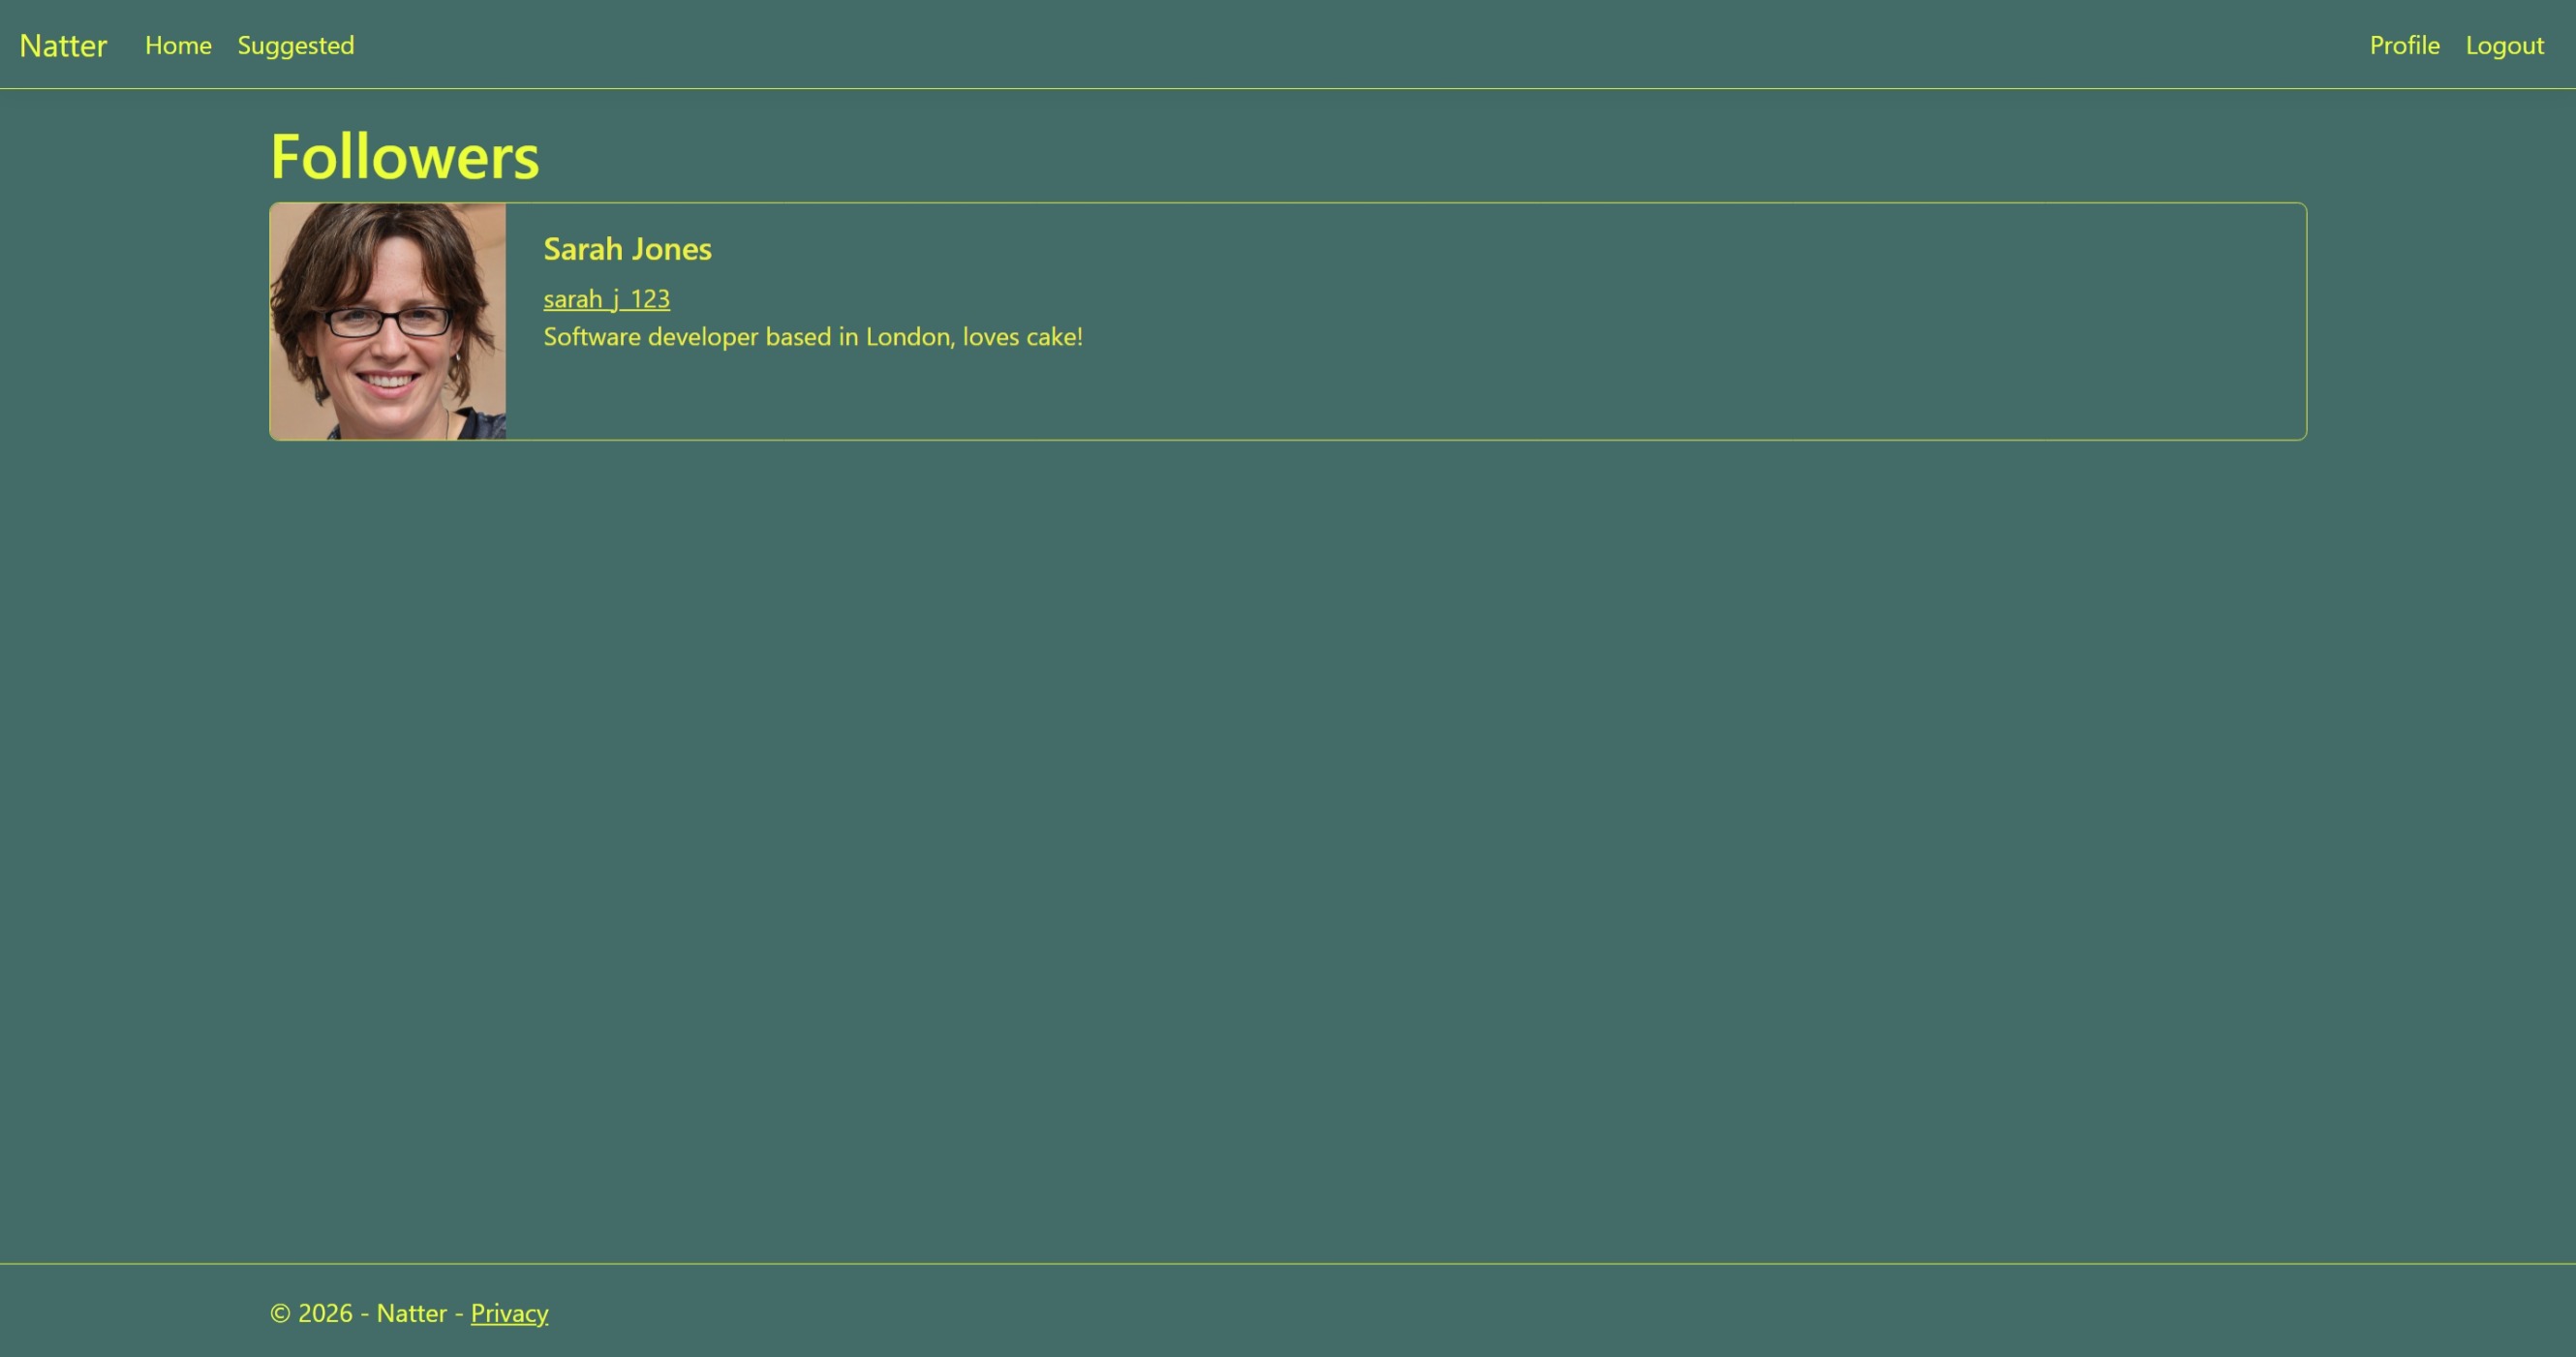 Natter Home Suggested Profile Logout
Followers
Sarah Jones
sarah_j_123
Software developer based in London, loves cake!
© 2026 - Natter - Privacy